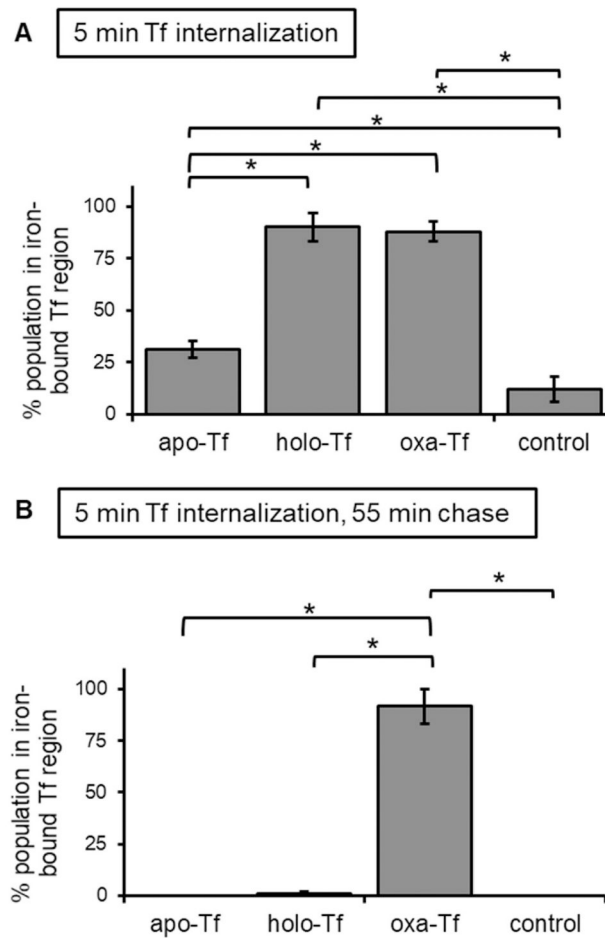 A
5 min Tf internalization
*
*
*
*
*
% population in iron-
bound Tf region
100
75
50
25
0
apo-Tf holo-Tf oxa-Tf control
B
5 min Tf internalization, 55 min chase
*
*
*
% population in iron-
bound Tf region
100
75
50
25
0
apo-Tf holo-Tf oxa-Tf control